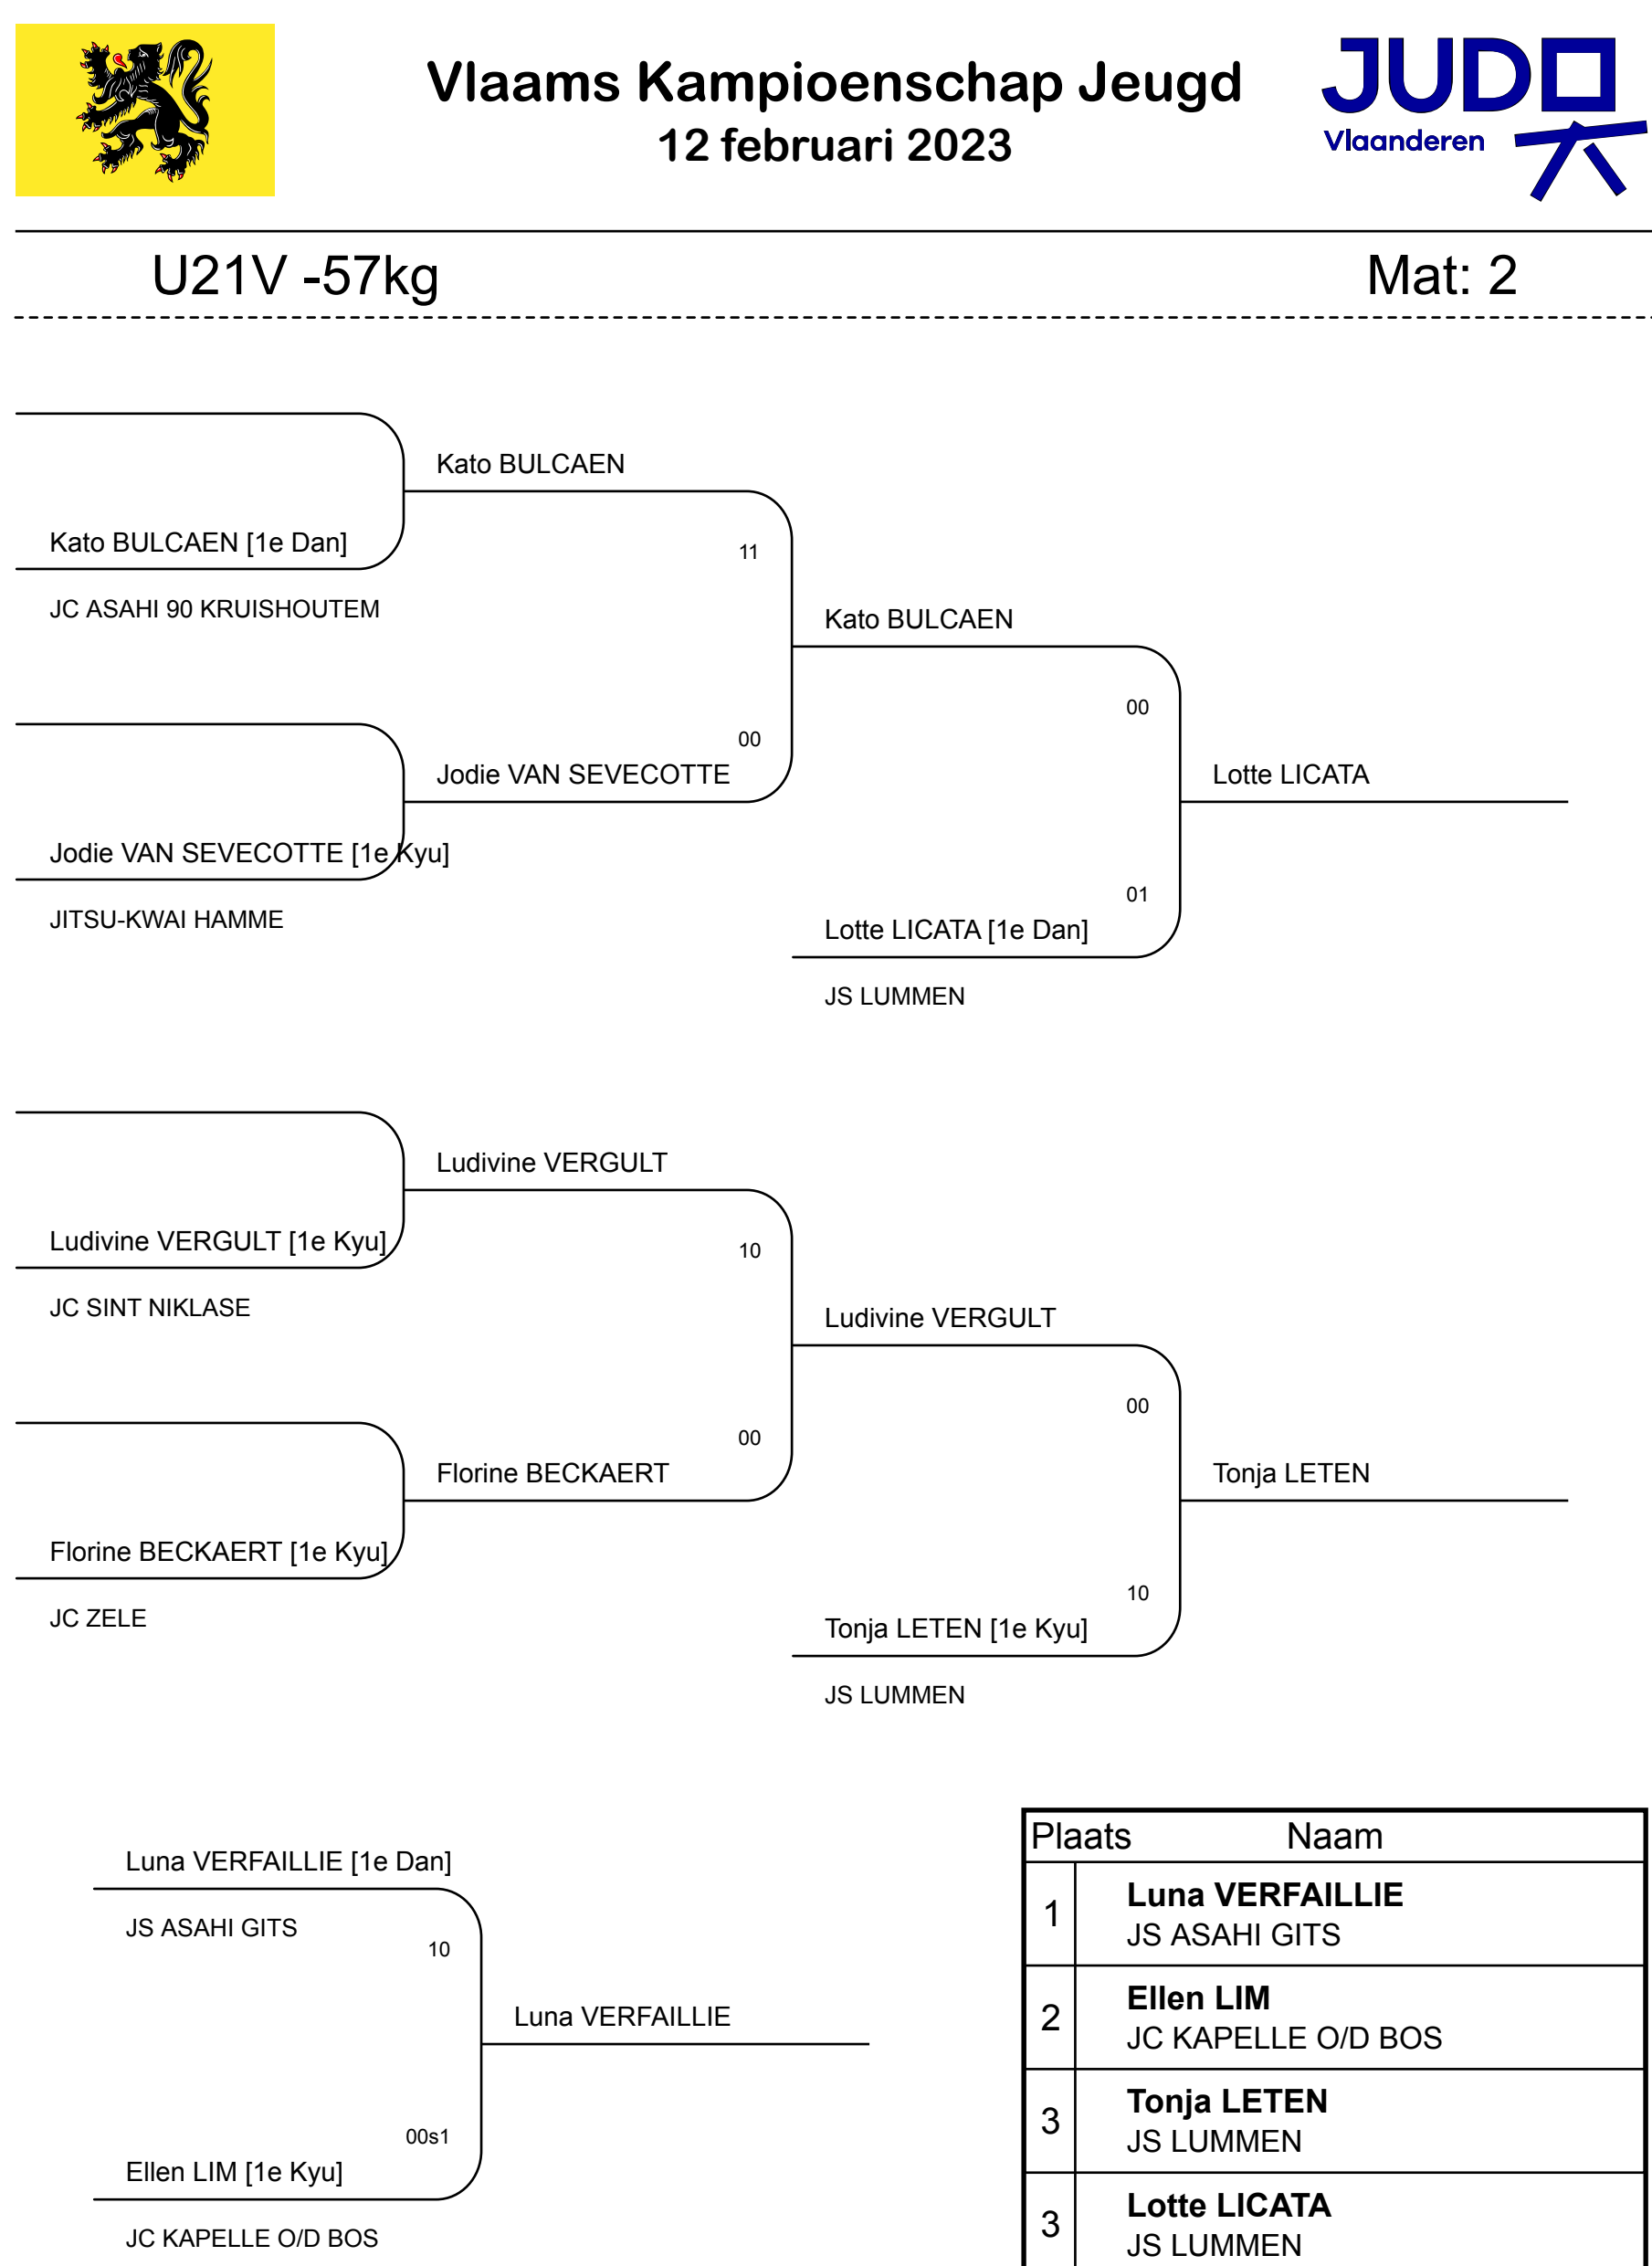 Vlaams Kampioenschap Jeugd
12 februari 2023
JUDO
Vlaanderen
U21V -57kg
Mat: 2
Kato BULCAEN
Kato BULCAEN [1e Dan]
11
JC ASAHI 90 KRUISHOUTEM
Kato BULCAEN
00
00
Jodie VAN SEVECOTTE
Lotte LICATA
Jodie VAN SEVECOTTE [1e Kyu]
01
JITSU-KWAI HAMME
Lotte LICATA [1e Dan]
JS LUMMEN
Ludivine VERGULT
Ludivine VERGULT [1e Kyu]
10
JC SINT NIKLASE
Ludivine VERGULT
00
00
Florine BECKAERT
Tonja LETEN
Florine BECKAERT [1e Kyu]
10
JC ZELE
Tonja LETEN [1e Kyu]
JS LUMMEN
Luna VERFAILLIE [1e Dan]
JS ASAHI GITS
10
Luna VERFAILLIE
00s1
Ellen LIM [1e Kyu]
JC KAPELLE O/D BOS
Plaats Naam
1 Luna VERFAILLIE
JS ASAHI GITS
2 Ellen LIM
JC KAPELLE O/D BOS
3 Tonja LETEN
JS LUMMEN
3 Lotte LICATA
JS LUMMEN